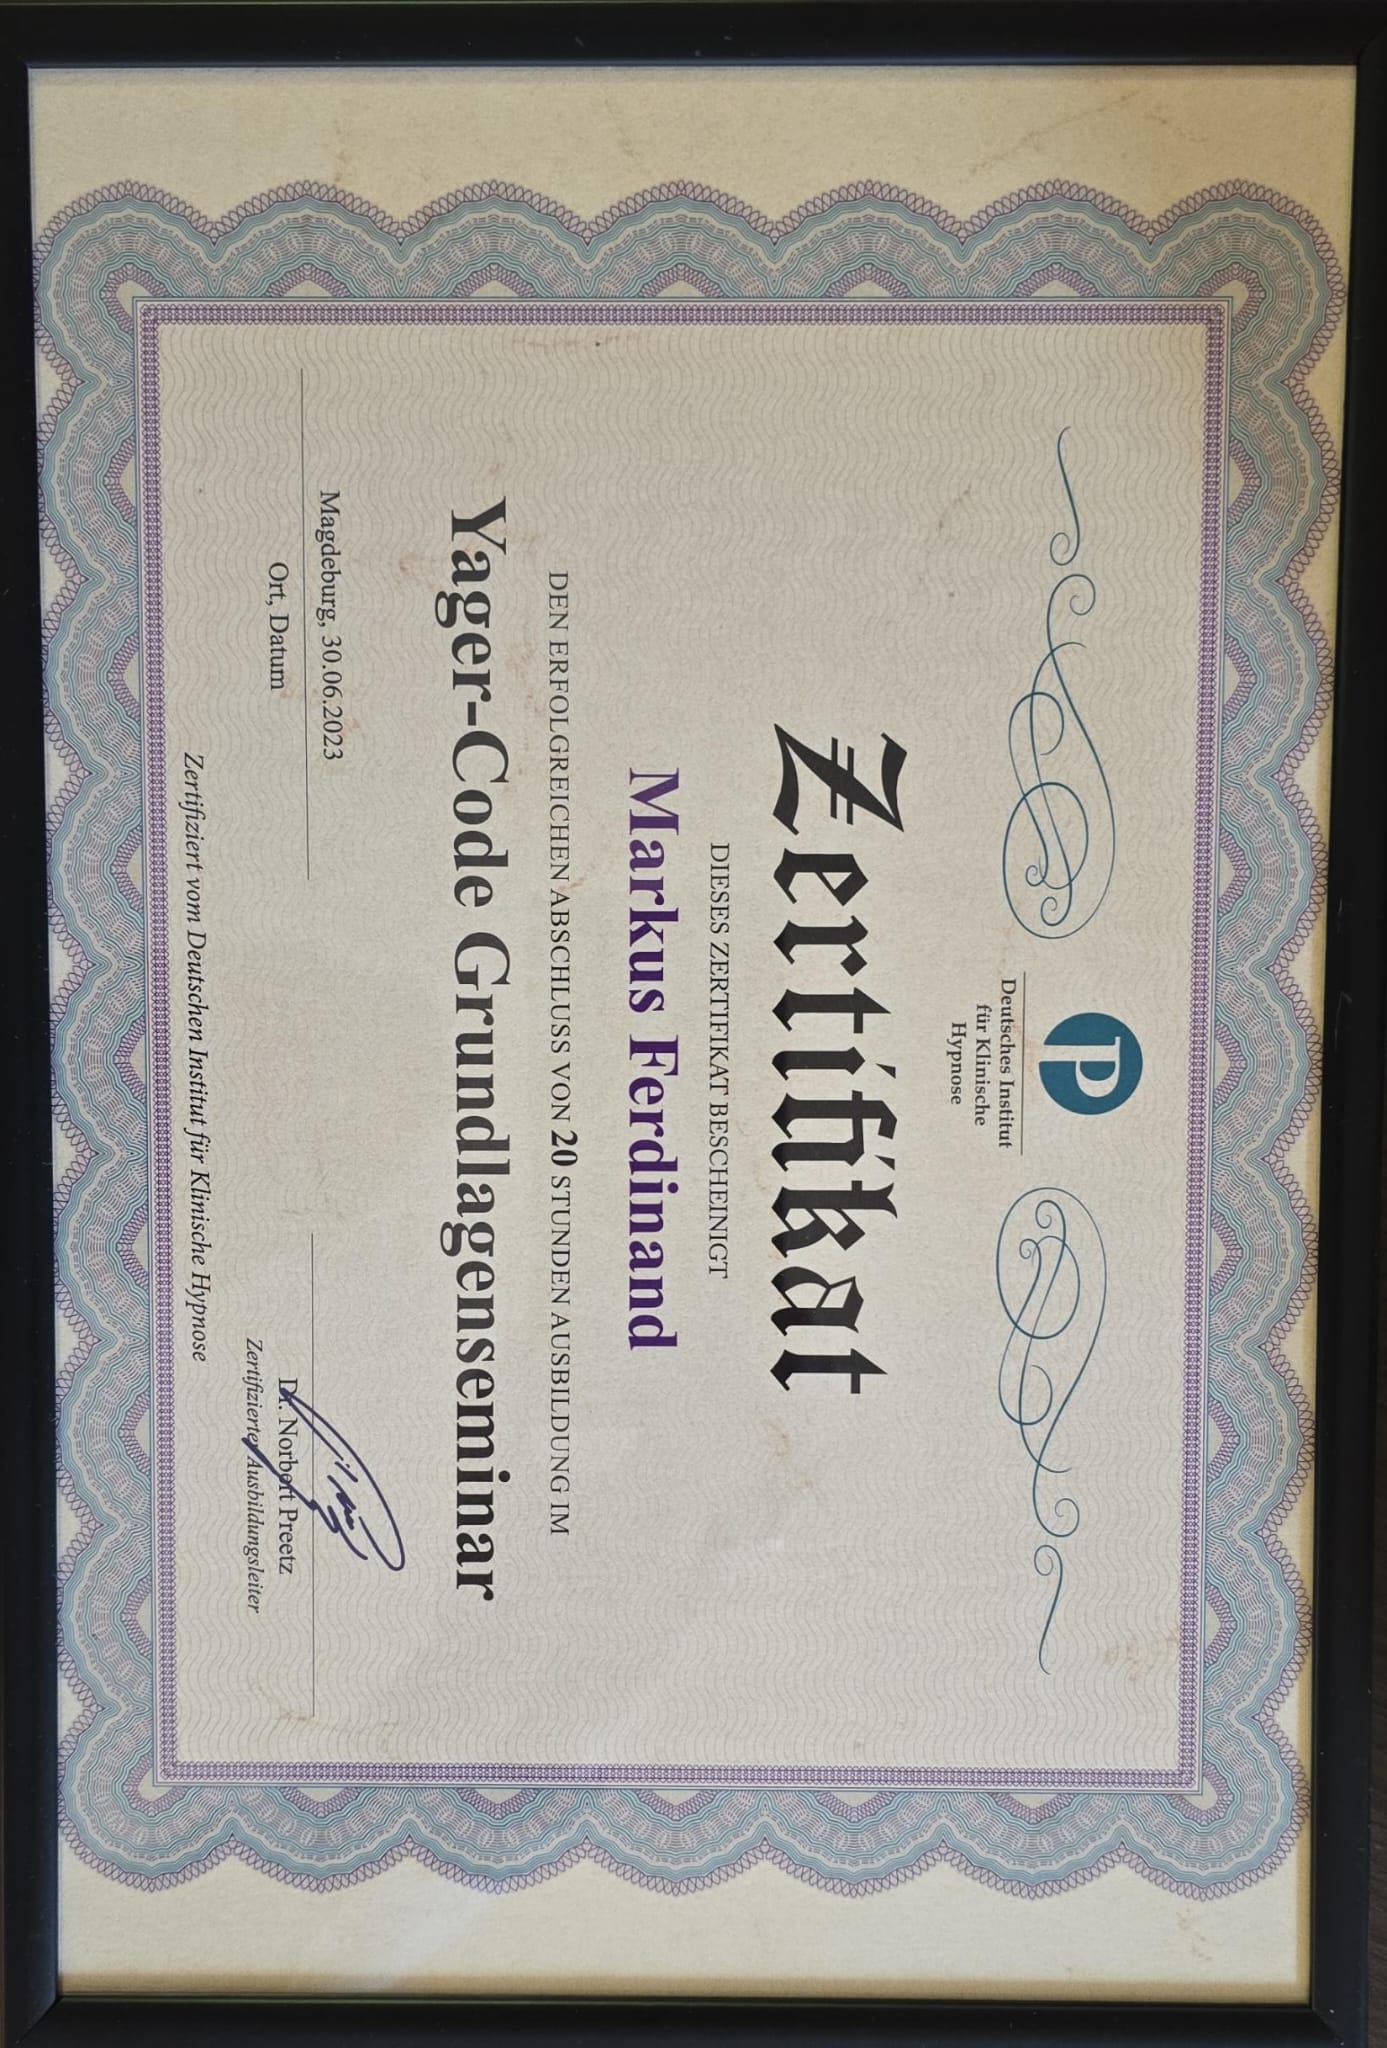 P
Deutsches Institut
für Klinische
Hypnose
Zertifikat
DIESES ZERTIFIKAT BESCHEINIGT
Markus Ferdinand
DEN ERFOLGREICHEN ABSCHLUSS VON 20 STUNDEN AUSBILDUNG IM
Yager-Code Grundlagenseminar
Magdeburg, 30.06.2023
Ort, Datum
Dr. Norbert Preetz
Zertifizierter Ausbildungsleiter
Zertifiziert vom Deutschen Institut für Klinische Hypnose